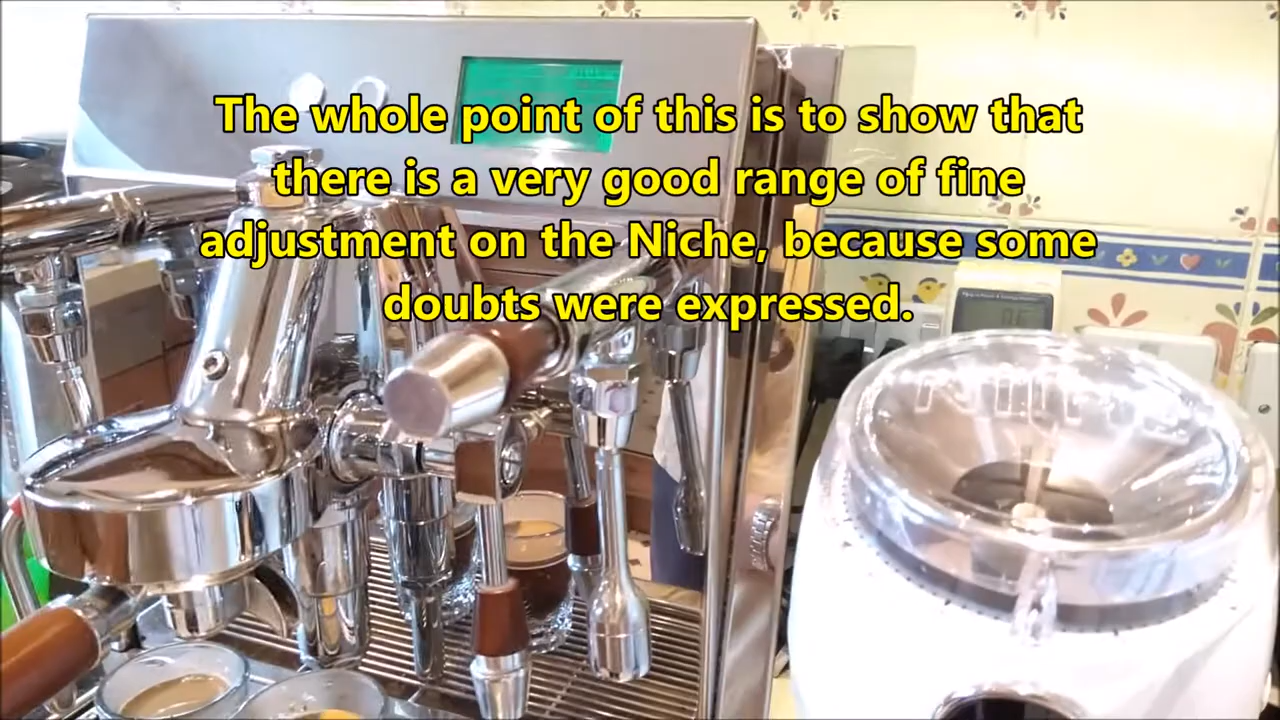 The whole point of this is to show that
there is a very good range of fine
adjustment on the Niche, because some
doubts were expressed.